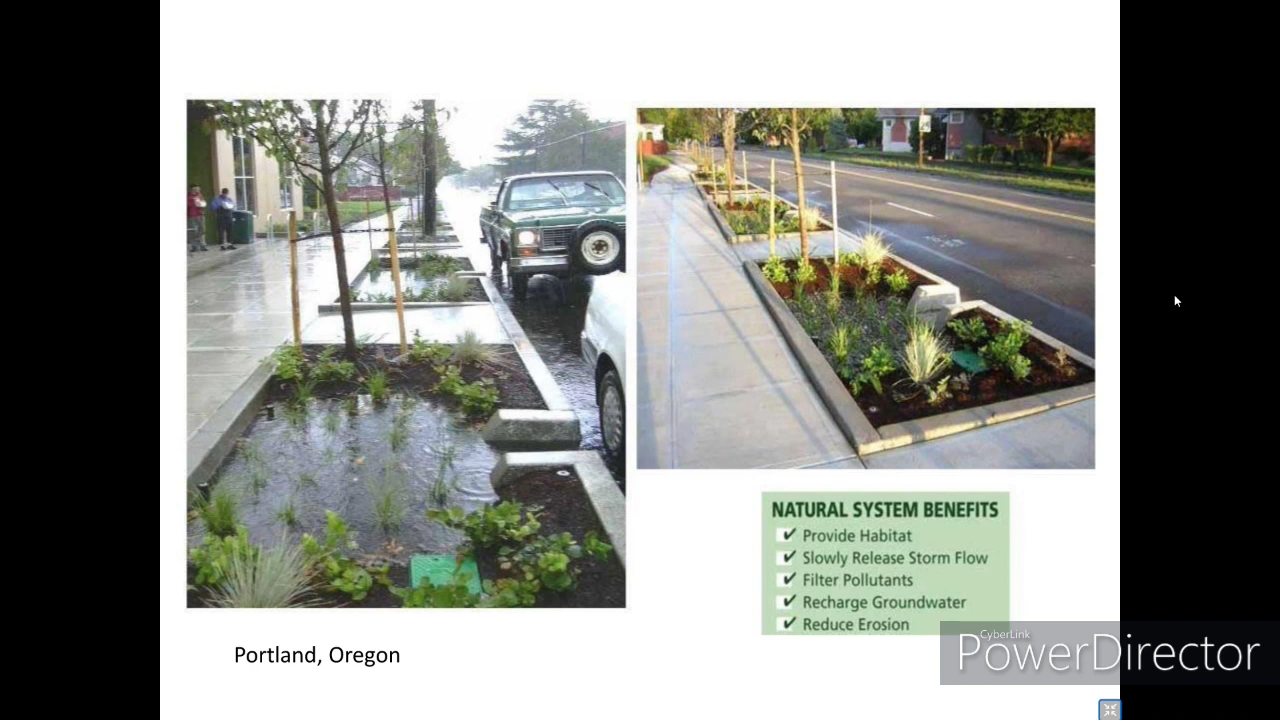 NATURAL SYSTEM BENEFITS
✔ Provide Habitat
✔ Slowly Release Storm Flow
✔ Filter Pollutants
✔ Recharge Groundwater
✔ Reduce Erosion
Portland, Oregon
CyberLink
PowerDirector